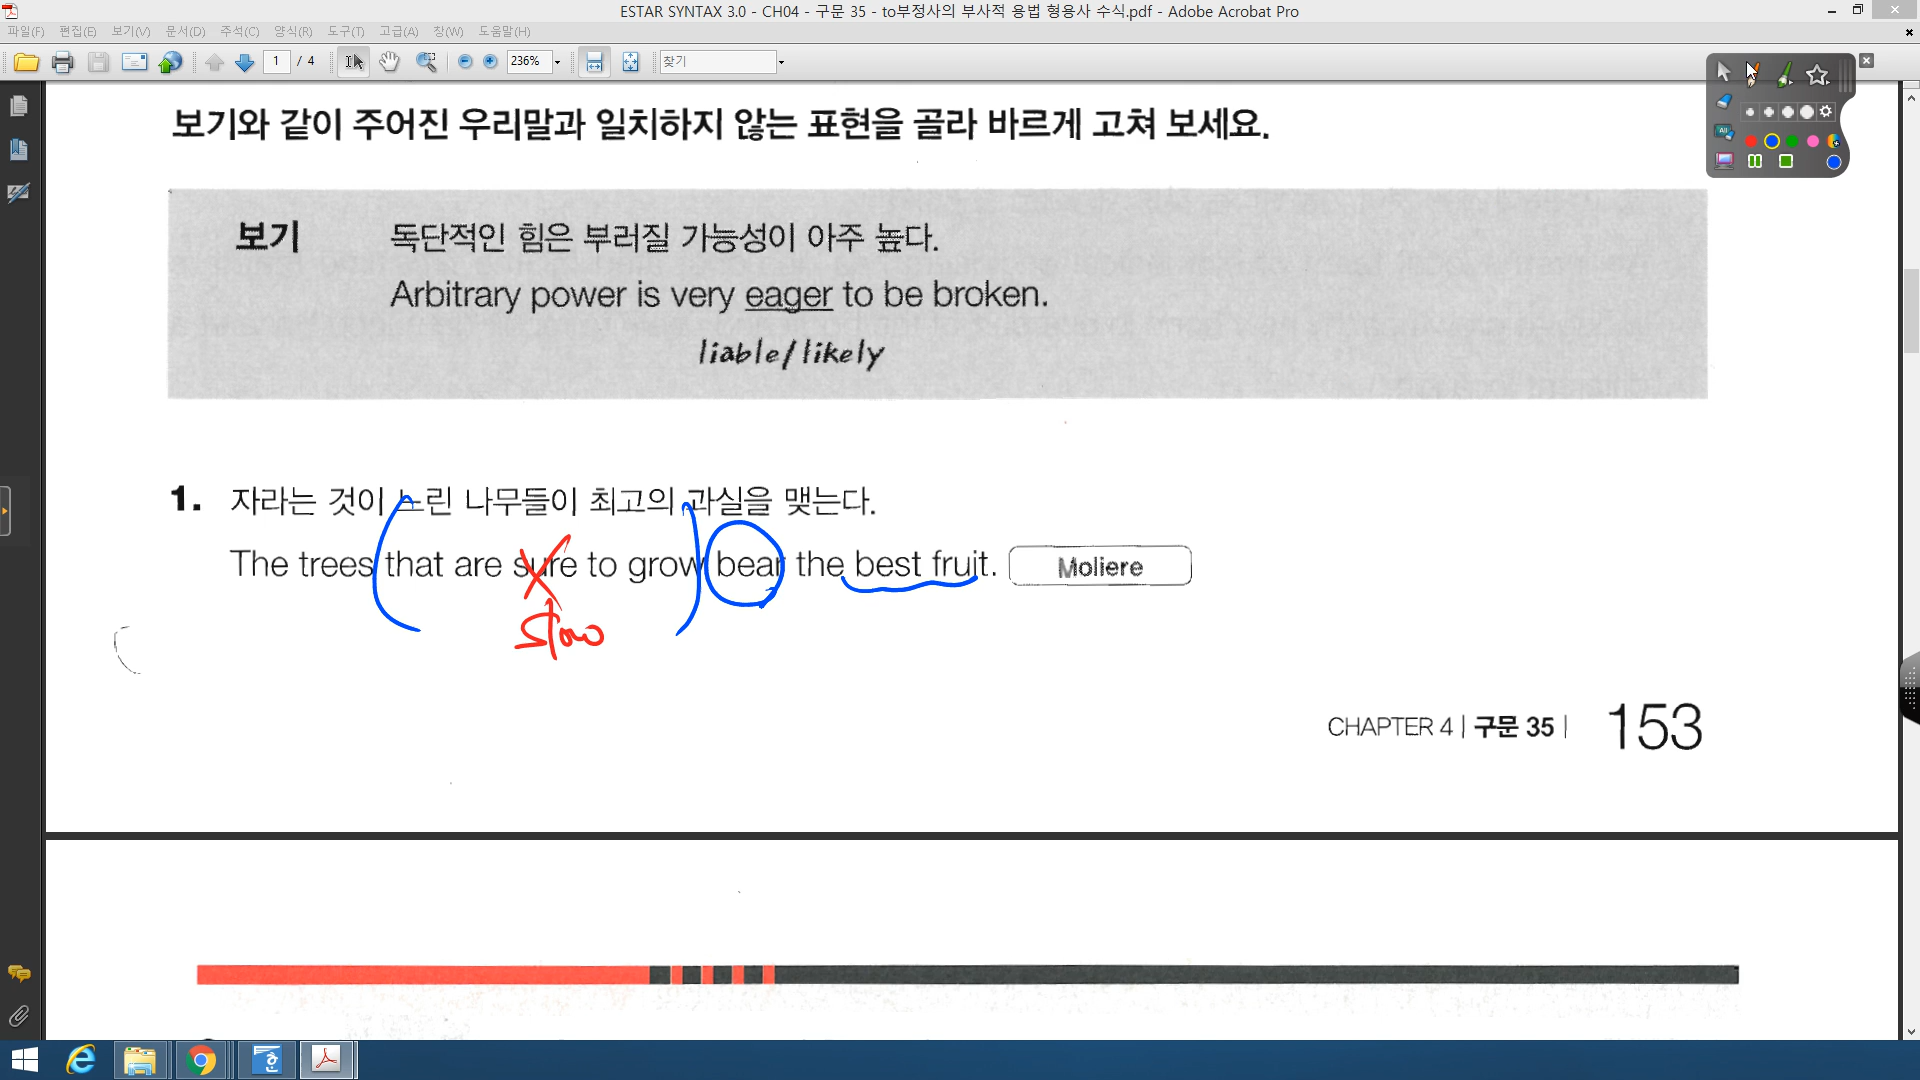 ESTAR SYNTAX 3.0 - CH04 - 구문 35 - to부정사의 부사적 용법 형용사 수식.pdf - Adobe Acrobat Pro
파일(F) 편집(E) 보기(V) 문서(D) 주석(C) 양식(R) 도구(T) 고급(A) 창(W) 도움말(H)
1 / 4 236% 찾기
보기와 같이 주어진 우리말과 일치하지 않는 표현을 골라 바르게 고쳐 보세요.
보기 독단적인 힘은 부러질 가능성이 아주 높다.
Arbitrary power is very eager to be broken.
liable/likely
1. 자라는 것이 느린 나무들이 최고의 과실을 맺는다.
The trees that are sure to grow bear the best fruit. Moliere
slow
CHAPTER 4 | 구문 35 | 153